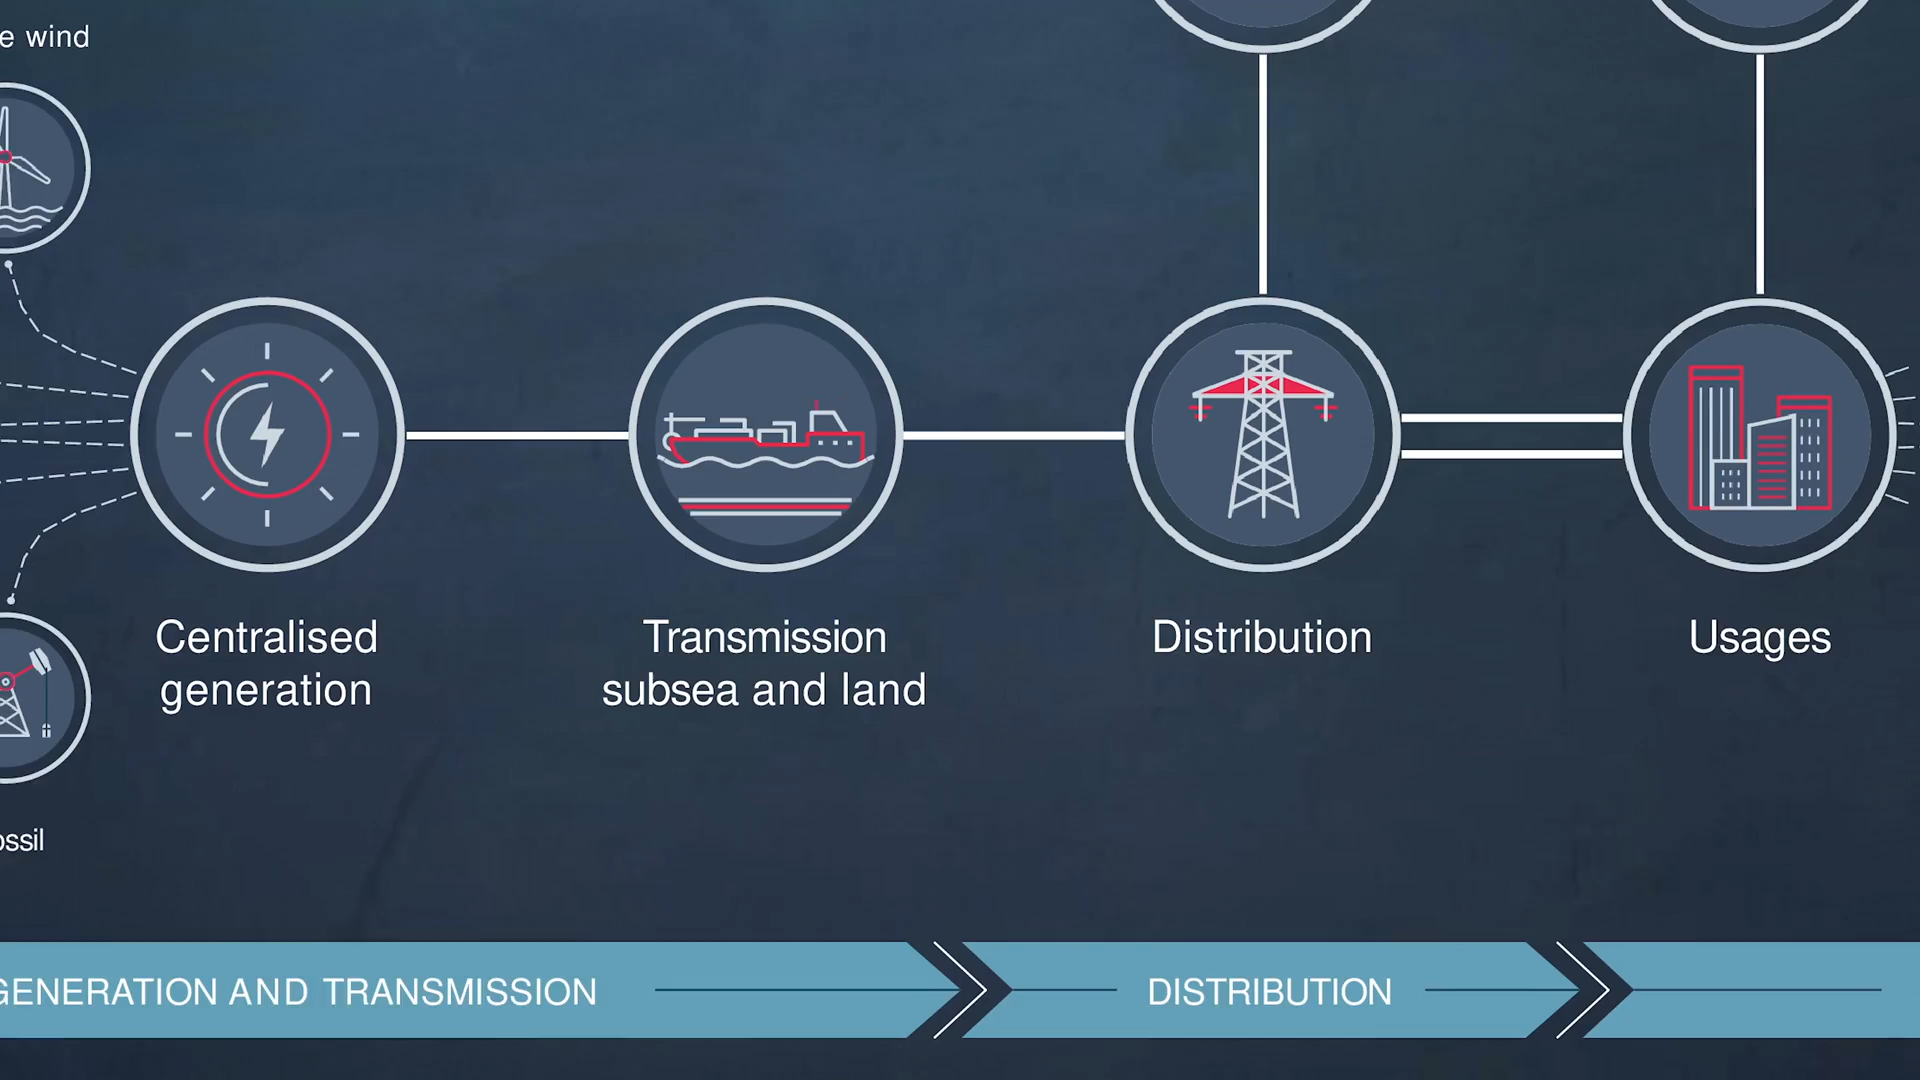 e wind
Centralised
generation
Transmission
subsea and land
Distribution
Usages
ossil
GENERATION AND TRANSMISSION
DISTRIBUTION